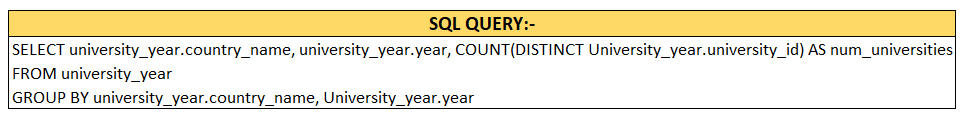 SQL QUERY:-
SELECT university_year.country_name, university_year.year, COUNT(DISTINCT University_year.university_id) AS num_universities
FROM university_year
GROUP BY university_year.country_name, University_year.year